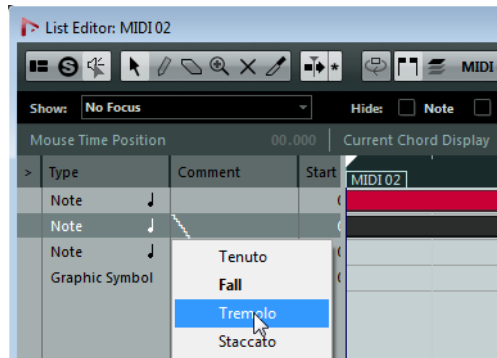 List Editor: MIDI 02
S MIDI
Show: No Focus Hide: Note
Mouse Time Position 00.000 Current Chord Display
> Type Comment Start MIDI 02
Note
Note
Note
Graphic Symbol
Tenuto
Fall
Tremolo
Staccato